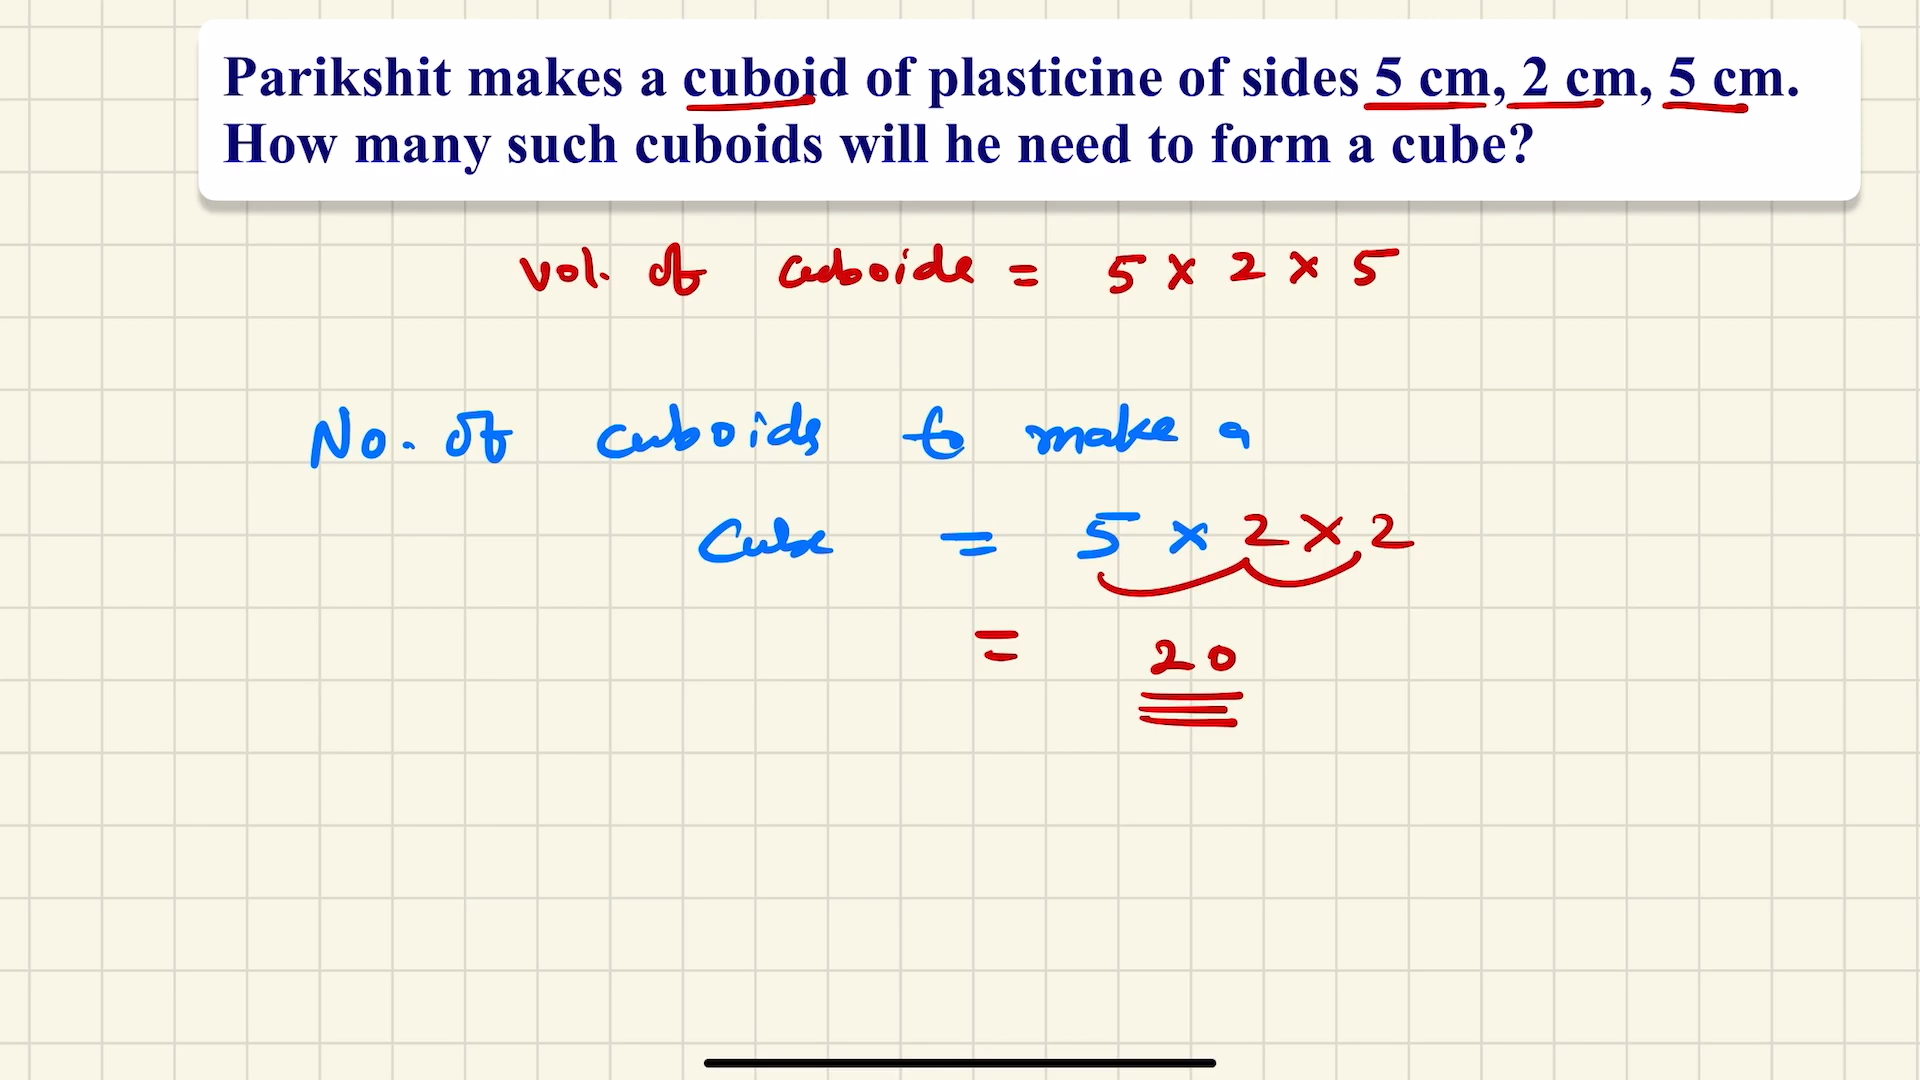 Parikshit makes a cuboid of plasticine of sides 5 cm, 2 cm, 5 cm.
How many such cuboids will he need to form a cube?
Vol. of cuboide = 5 × 2 × 5
No. of cuboids to make a
Cube = 5 × 2 × 2
= 20